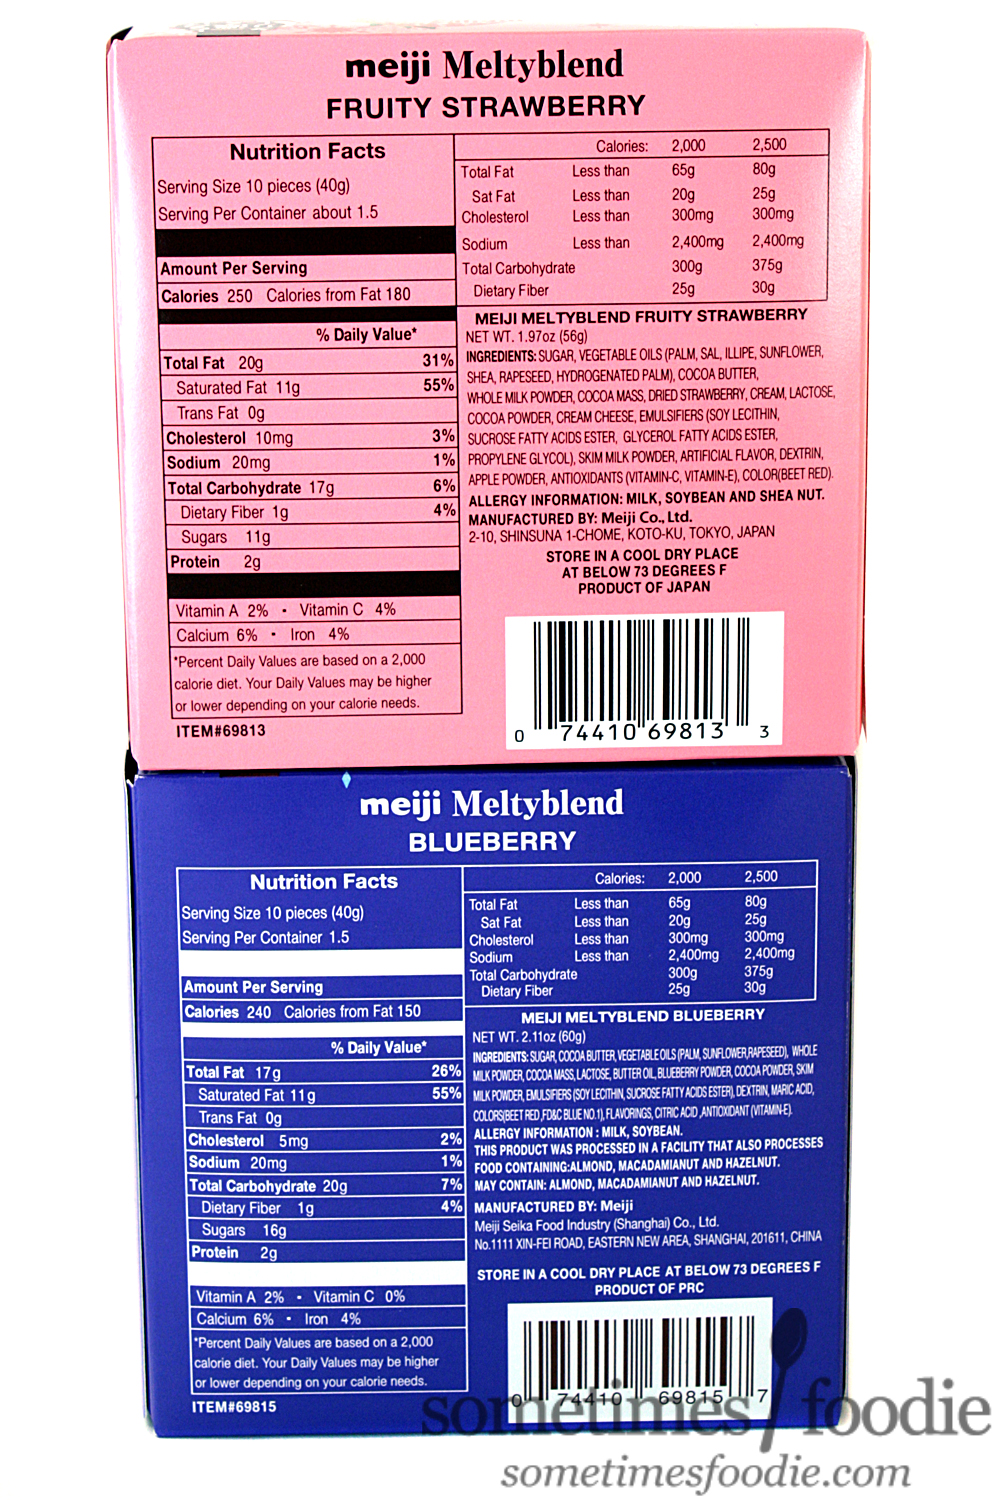 meiji Meltyblend
FRUITY STRAWBERRY
Nutrition Facts
Serving Size 10 pieces (40g)
Serving Per Container about 1.5
Amount Per Serving
Calories 250 Calories from Fat 180
% Daily Value*
Total Fat 20g 31%
Saturated Fat 11g 55%
Trans Fat 0g
Cholesterol 10mg 3%
Sodium 20mg 1%
Total Carbohydrate 17g 6%
Dietary Fiber 1g 4%
Sugars 11g
Protein 2g
Vitamin A 2% • Vitamin C 4%
Calcium 6% • Iron 4%
*Percent Daily Values are based on a 2,000
calorie diet. Your Daily Values may be higher
or lower depending on your calorie needs.
ITEM#69813
Calories: 2,000 2,500
Total Fat Less than 65g 80g
Sat Fat Less than 20g 25g
Cholesterol Less than 300mg 300mg
Sodium Less than 2,400mg 2,400mg
Total Carbohydrate 300g 375g
Dietary Fiber 25g 30g
MEIJI MELTYBLEND FRUITY STRAWBERRY
NET WT. 1.97oz (56g)
INGREDIENTS: SUGAR, VEGETABLE OILS (PALM, SAL, ILLIPE, SUNFLOWER,
SHEA, RAPESEED, HYDROGENATED PALM), COCOA BUTTER,
WHOLE MILK POWDER, COCOA MASS, DRIED STRAWBERRY, CREAM, LACTOSE,
COCOA POWDER, CREAM CHEESE, EMULSIFIERS (SOY LECITHIN,
SUCROSE FATTY ACIDS ESTER, GLYCEROL FATTY ACIDS ESTER,
PROPYLENE GLYCOL), SKIM MILK POWDER, ARTIFICIAL FLAVOR, DEXTRIN,
APPLE POWDER, ANTIOXIDANTS (VITAMIN-C, VITAMIN-E), COLOR(BEET RED).
ALLERGY INFORMATION: MILK, SOYBEAN AND SHEA NUT.
MANUFACTURED BY: Meiji Co., Ltd.
2-10, SHINSUNA 1-CHOME, KOTO-KU, TOKYO, JAPAN
STORE IN A COOL DRY PLACE
AT BELOW 73 DEGREES F
PRODUCT OF JAPAN
0 74410 69813 3
meiji Meltyblend
BLUEBERRY
Nutrition Facts
Serving Size 10 pieces (40g)
Serving Per Container 1.5
Amount Per Serving
Calories 240 Calories from Fat 150
% Daily Value*
Total Fat 17g 26%
Saturated Fat 11g 55%
Trans Fat 0g
Cholesterol 5mg 2%
Sodium 20mg 1%
Total Carbohydrate 20g 7%
Dietary Fiber 1g 4%
Sugars 16g
Protein 2g
Vitamin A 2% • Vitamin C 0%
Calcium 6% • Iron 4%
*Percent Daily Values are based on a 2,000
calorie diet. Your Daily Values may be higher
or lower depending on your calorie needs.
ITEM#69815
Calories: 2,000 2,500
Total Fat Less than 65g 80g
Sat Fat Less than 20g 25g
Cholesterol Less than 300mg 300mg
Sodium Less than 2,400mg 2,400mg
Total Carbohydrate 300g 375g
Dietary Fiber 25g 30g
MEIJI MELTYBLEND BLUEBERRY
NET WT. 2.11oz (60g)
INGREDIENTS: SUGAR, COCOA BUTTER, VEGETABLE OILS (PALM, SUNFLOWER,RAPESEED), WHOLE
MILK POWDER, COCOA MASS, LACTOSE, BUTTER OIL, BLUEBERRY POWDER, COCOA POWDER, SKIM
MILK POWDER, EMULSIFIERS (SOY LECITHIN, SUCROSE FATTY ACIDS ESTER), DEXTRIN, MARIC ACID,
COLORS(BEET RED,FD&C BLUE NO.1), FLAVORINGS, CITRIC ACID ,ANTIOXIDANT (VITAMIN-E).
ALLERGY INFORMATION : MILK, SOYBEAN.
THIS PRODUCT WAS PROCESSED IN A FACILITY THAT ALSO PROCESSES
FOOD CONTAINING:ALMOND, MACADAMIANUT AND HAZELNUT.
MAY CONTAIN: ALMOND, MACADAMIANUT AND HAZELNUT.
MANUFACTURED BY: Meiji
Meiji Seika Food Industry (Shanghai) Co., Ltd.
No.1111 XIN-FEI ROAD, EASTERN NEW AREA, SHANGHAI, 201611, CHINA
STORE IN A COOL DRY PLACE AT BELOW 73 DEGREES F
PRODUCT OF PRC
0 74410 69815 7
sometimes foodie
sometimesfoodie.com